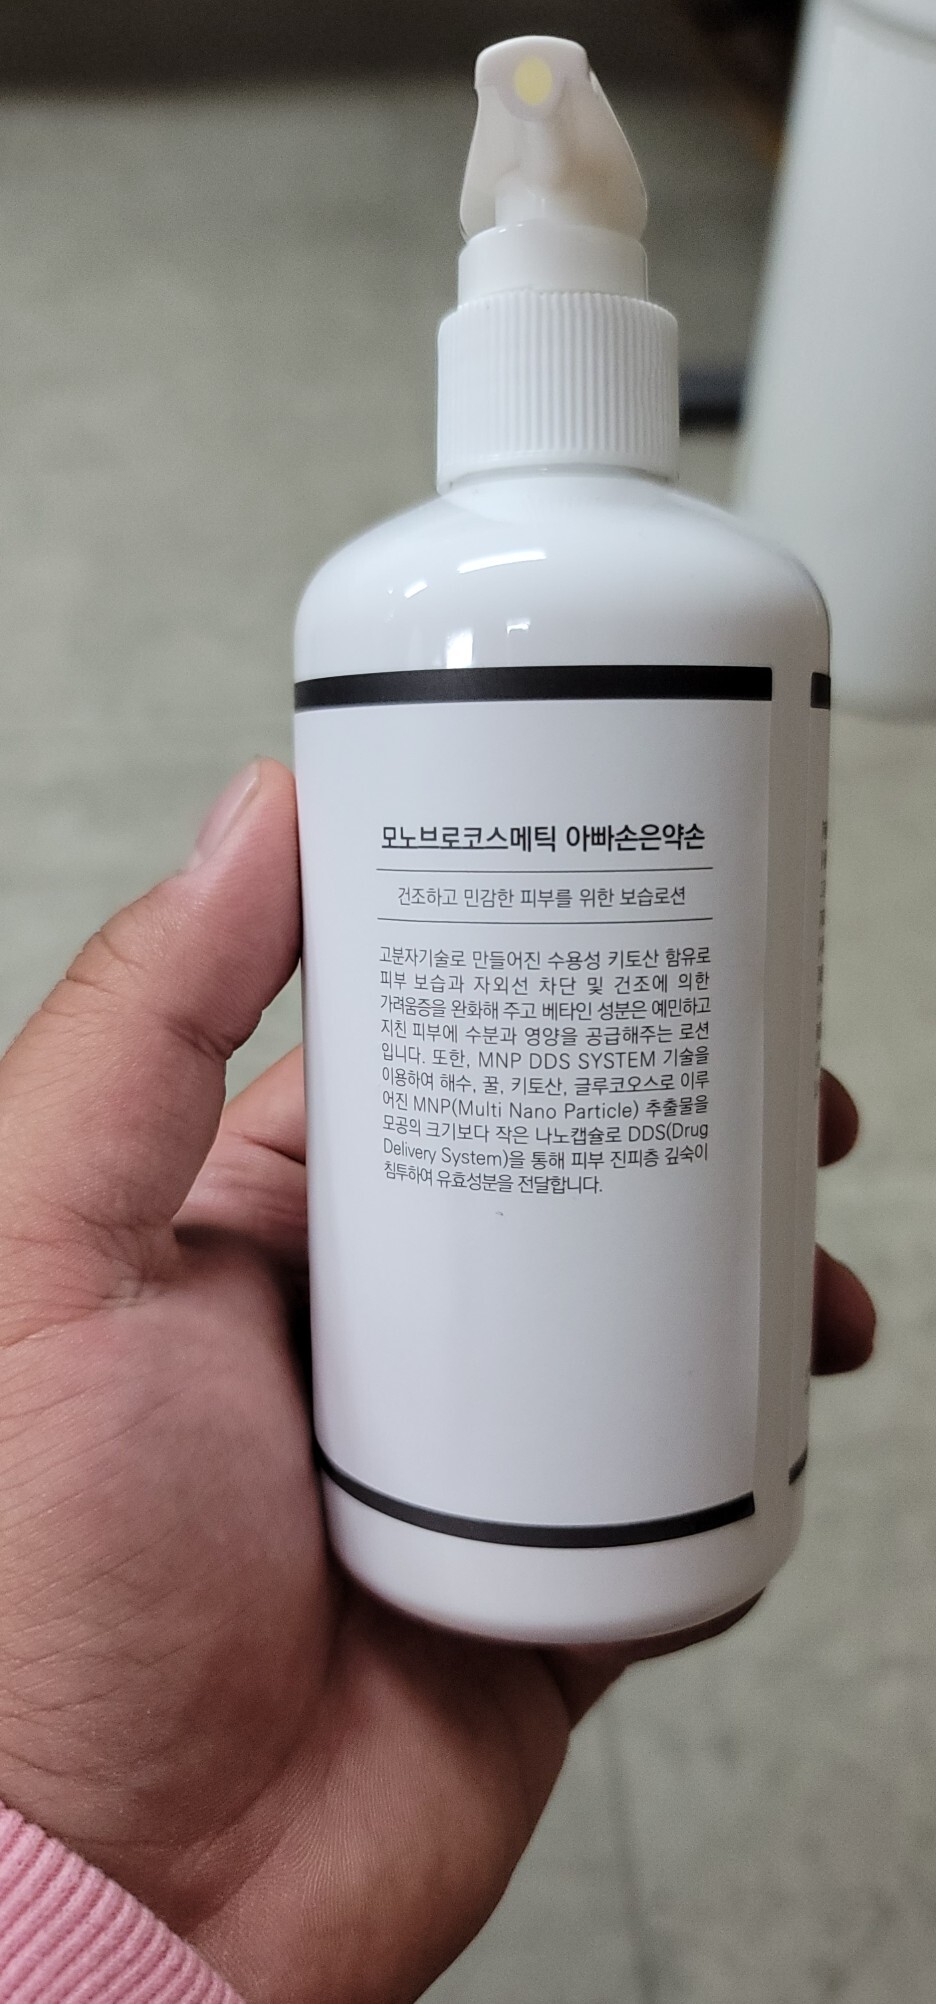 모노브로코스메틱 아빠손은약손
건조하고 민감한 피부를 위한 보습로션
고분자기술로 만들어진 수용성 키토산 함유로
피부 보습과 자외선 차단 및 건조에 의한
가려움증을 완화해 주고 베타인 성분은 예민하고
지친 피부에 수분과 영양을 공급해주는 로션
입니다. 또한, MNP DDS SYSTEM 기술을
이용하여 해수, 꿀, 키토산, 글루코오스로 이루
어진 MNP(Multi Nano Particle) 추출물을
모공의 크기보다 작은 나노캡슐로 DDS(Drug
Delivery System)을 통해 피부 진피층 깊숙이
침투하여 유효성분을 전달합니다.